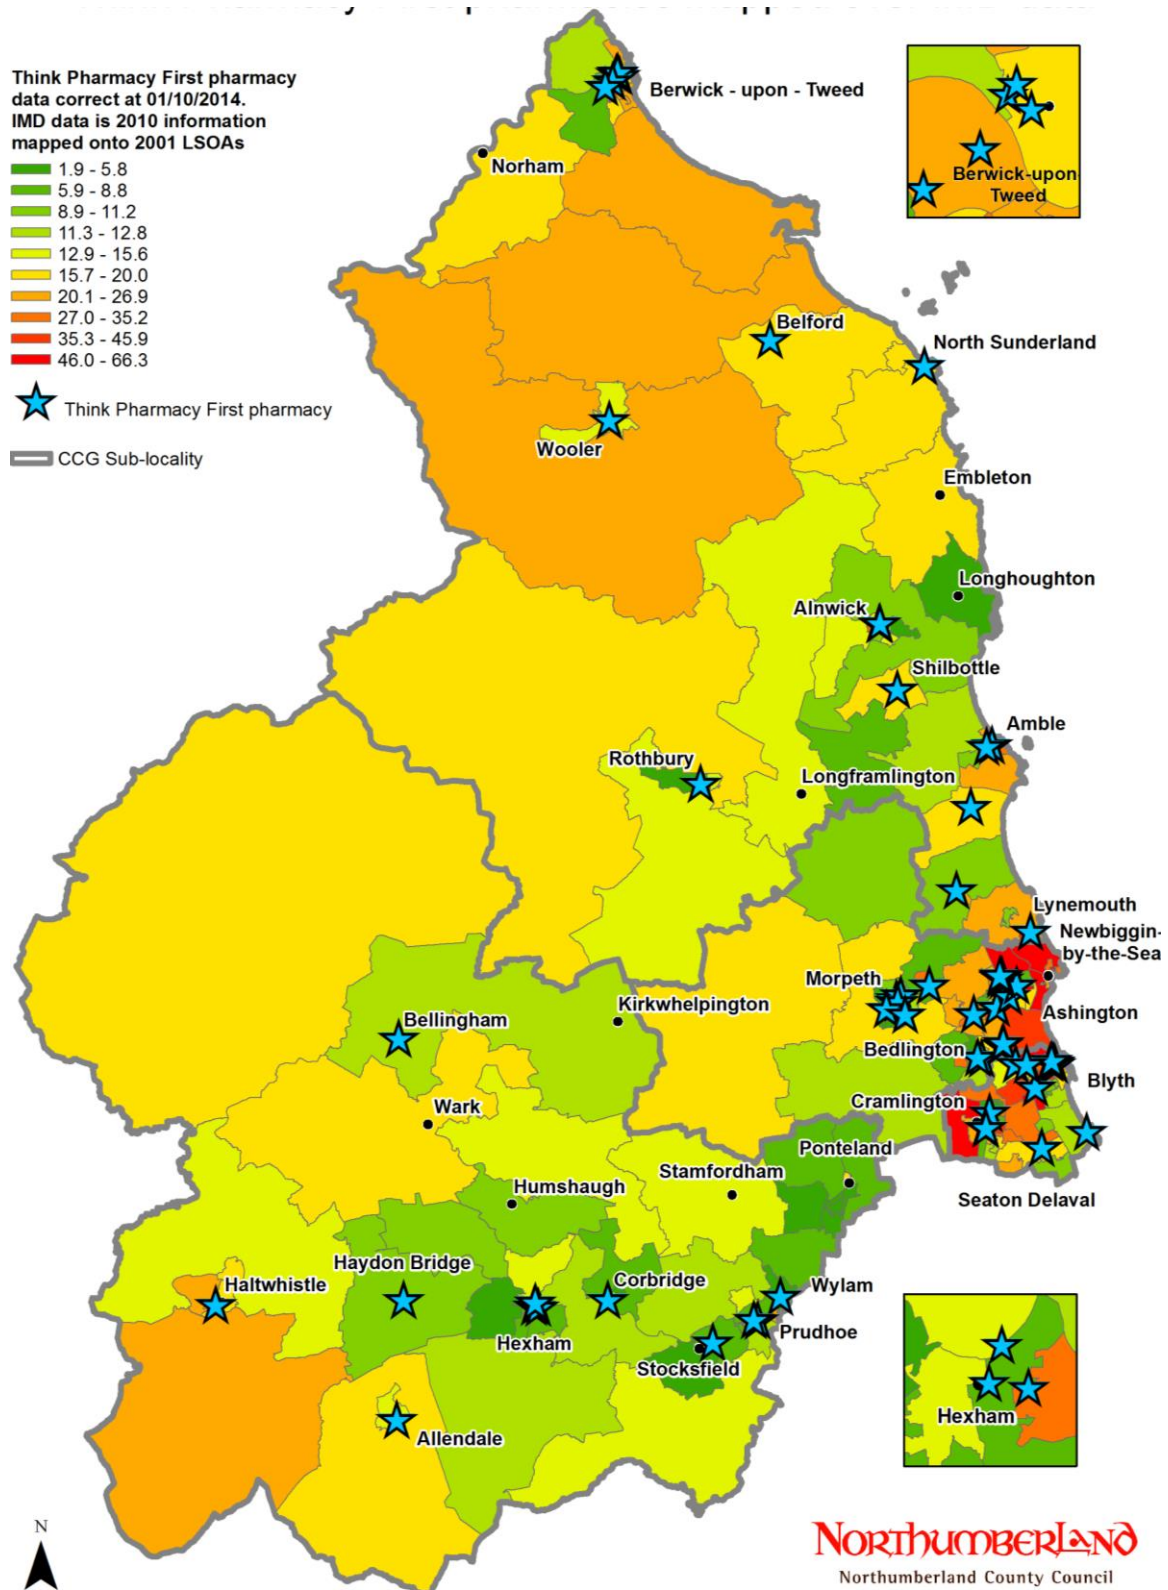 Think Pharmacy First pharmacy
data correct at 01/10/2014.
IMD data is 2010 information
mapped onto 2001 LSOAs
1.9 - 5.8
5.9 - 8.8
8.9 - 11.2
11.3 - 12.8
12.9 - 15.6
15.7 - 20.0
20.1 - 26.9
27.0 - 35.2
35.3 - 45.9
46.0 - 66.3
Think Pharmacy First pharmacy
CCG Sub-locality
Berwick - upon - Tweed
Berwick-upon-
Tweed
Norham
Belford
North Sunderland
Wooler
Embleton
Longhoughton
Alnwick
Shilbottle
Amble
Rothbury
Longframlington
Lynemouth
Newbiggin-
by-the-Sea
Morpeth
Kirkwhelpington
Ashington
Bellingham
Bedlington
Blyth
Cramlington
Wark
Ponteland
Stamfordham
Humshaugh
Seaton Delaval
Haydon Bridge
Haltwhistle
Corbridge
Wylam
Prudhoe
Hexham
Stocksfield
Allendale
Hexham
N
NORTHUMBERLAND
Northumberland County Council